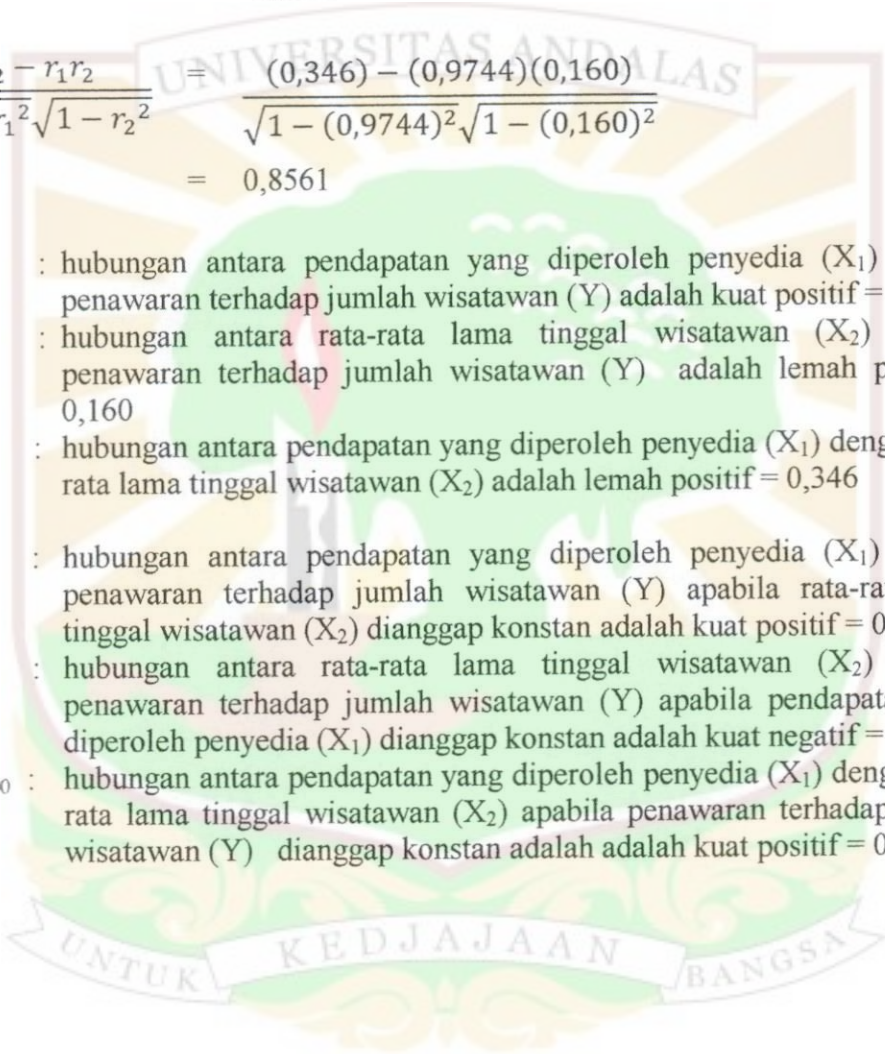 UNIVERSITAS ANDALAS
− r₁r₂ = (0,346) − (0,9744)(0,160)
₁²√1 − r₂² √1 − (0,9744)²√1 − (0,160)²
= 0,8561
: hubungan antara pendapatan yang diperoleh penyedia (X₁)
penawaran terhadap jumlah wisatawan (Y) adalah kuat positif =
: hubungan antara rata-rata lama tinggal wisatawan (X₂)
penawaran terhadap jumlah wisatawan (Y) adalah lemah p
0,160
: hubungan antara pendapatan yang diperoleh penyedia (X₁) deng
rata lama tinggal wisatawan (X₂) adalah lemah positif = 0,346
: hubungan antara pendapatan yang diperoleh penyedia (X₁)
penawaran terhadap jumlah wisatawan (Y) apabila rata-ra
tinggal wisatawan (X₂) dianggap konstan adalah kuat positif = 0
: hubungan antara rata-rata lama tinggal wisatawan (X₂)
penawaran terhadap jumlah wisatawan (Y) apabila pendapat
diperoleh penyedia (X₁) dianggap konstan adalah kuat negatif =
₀ : hubungan antara pendapatan yang diperoleh penyedia (X₁) deng
rata lama tinggal wisatawan (X₂) apabila penawaran terhadap
wisatawan (Y) dianggap konstan adalah adalah kuat positif = 0
UNTUK KEDJAJAAN BANGSA